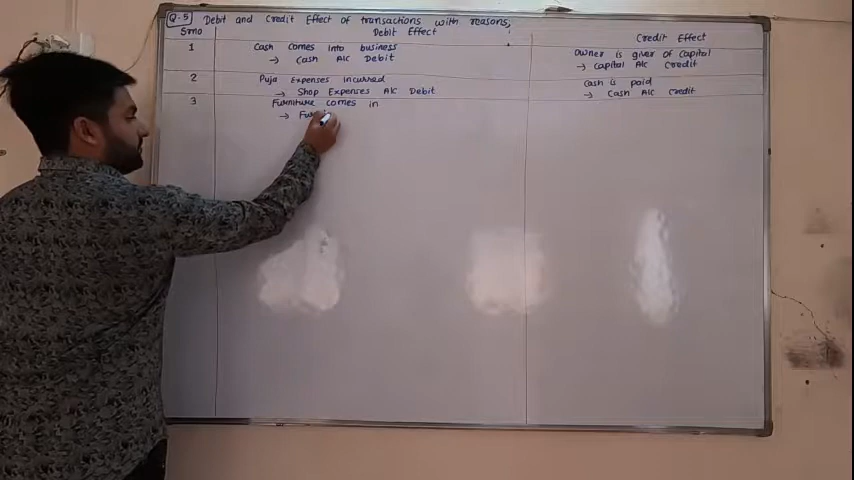 Q-5 Debit and Credit Effect of transactions with reasons;
Srno Debit Effect Credit Effect
1 Cash comes into business Owner is giver of Capital
→ Cash A/c Debit → Capital A/c Credit
2 Puja Expenses incurred Cash is paid
→ Shop Expenses A/c Debit → Cash A/c Credit
3 Furniture comes in
→